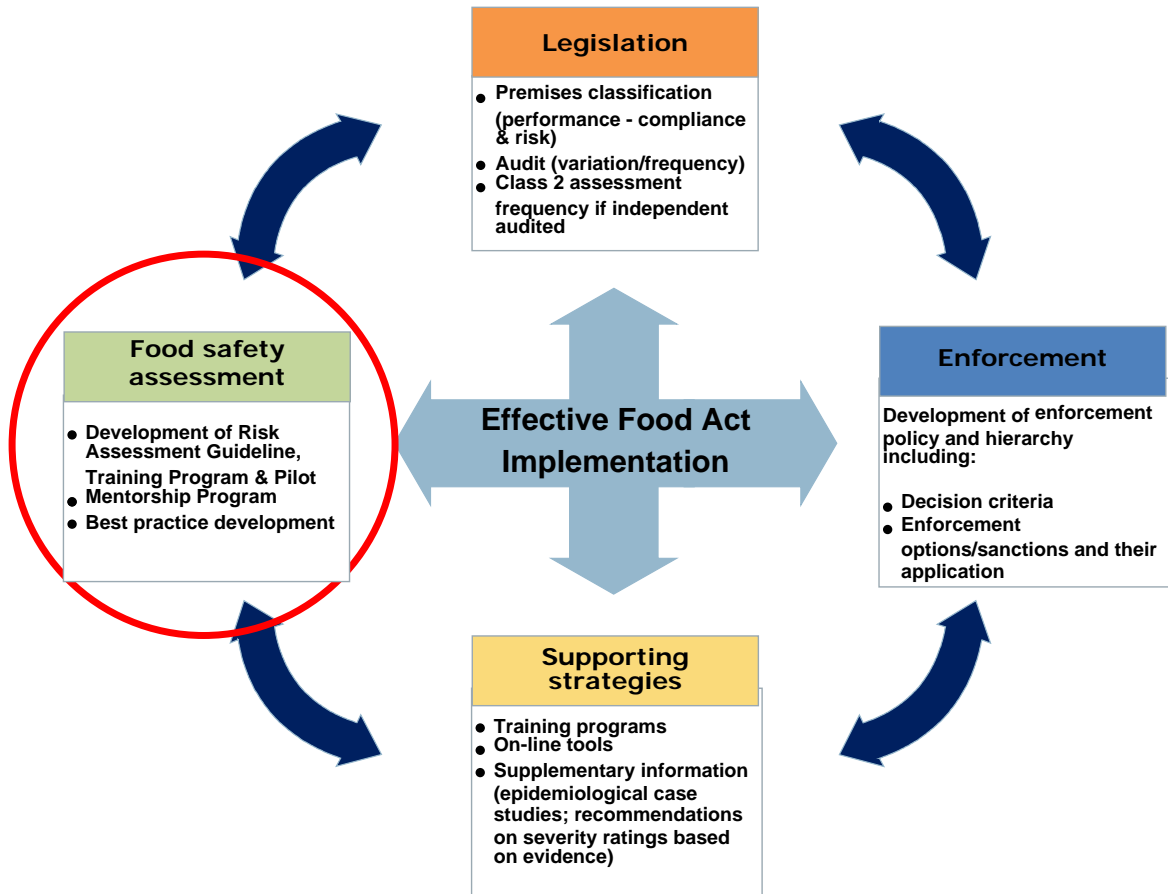 Legislation
● Premises classification
(performance - compliance
& risk)
● Audit (variation/frequency)
● Class 2 assessment
frequency if independent
audited
Food safety
assessment
● Development of Risk
Assessment Guideline,
Training Program & Pilot
● Mentorship Program
● Best practice development
Effective Food Act
Implementation
Enforcement
Development of enforcement
policy and hierarchy
including:
● Decision criteria
● Enforcement
options/sanctions and their
application
Supporting
strategies
● Training programs
● On-line tools
● Supplementary information
(epidemiological case
studies; recommendations
on severity ratings based
on evidence)